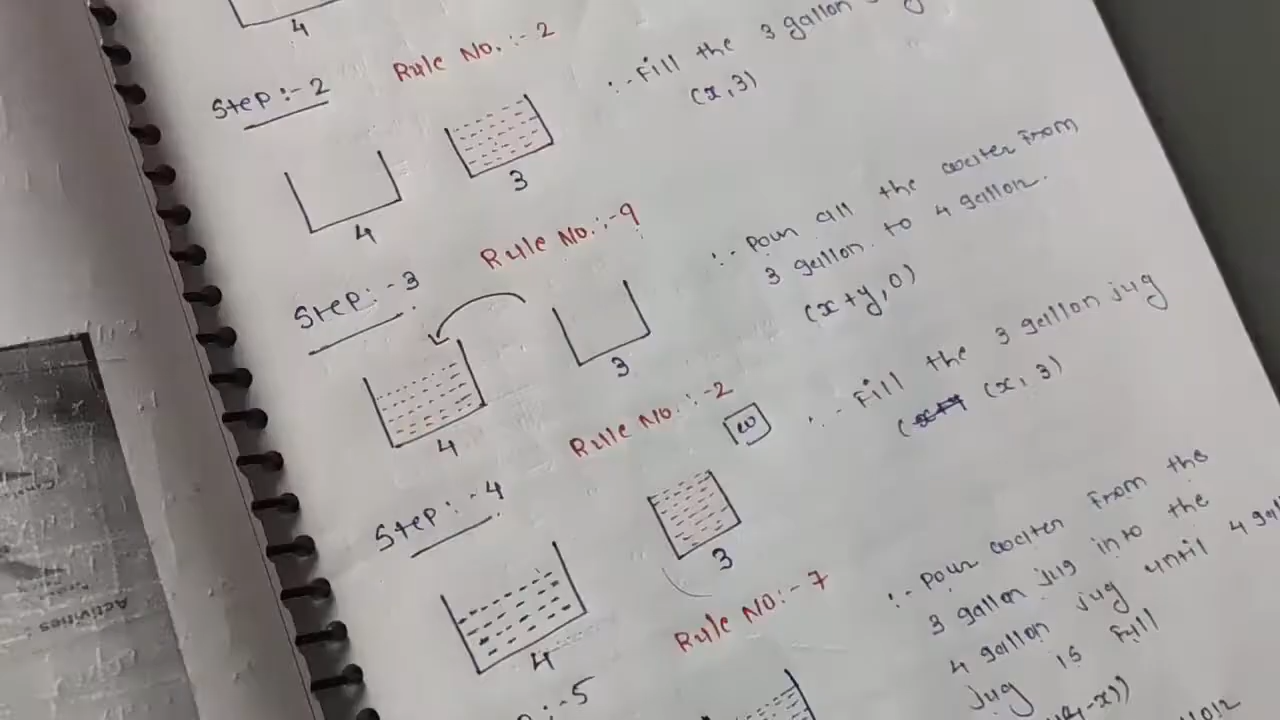 4
Step :- 2
Rule No. :- 2
:- Fill the 3 gallon
(x, 3)
4
3
Step :- 3
Rule No. :- 9
:- Pour all the water from
3 gallon to 4 gallon.
(x+y, 0)
4
3
Step :- 4
Rule No. :- 2
:- Fill the 3 gallon jug
(x, 3)
4
3
:- 5
Rule No :- 7
:- Pour water from the
3 gallon jug into the
4 gallon jug until 4
jug is full
Activities :